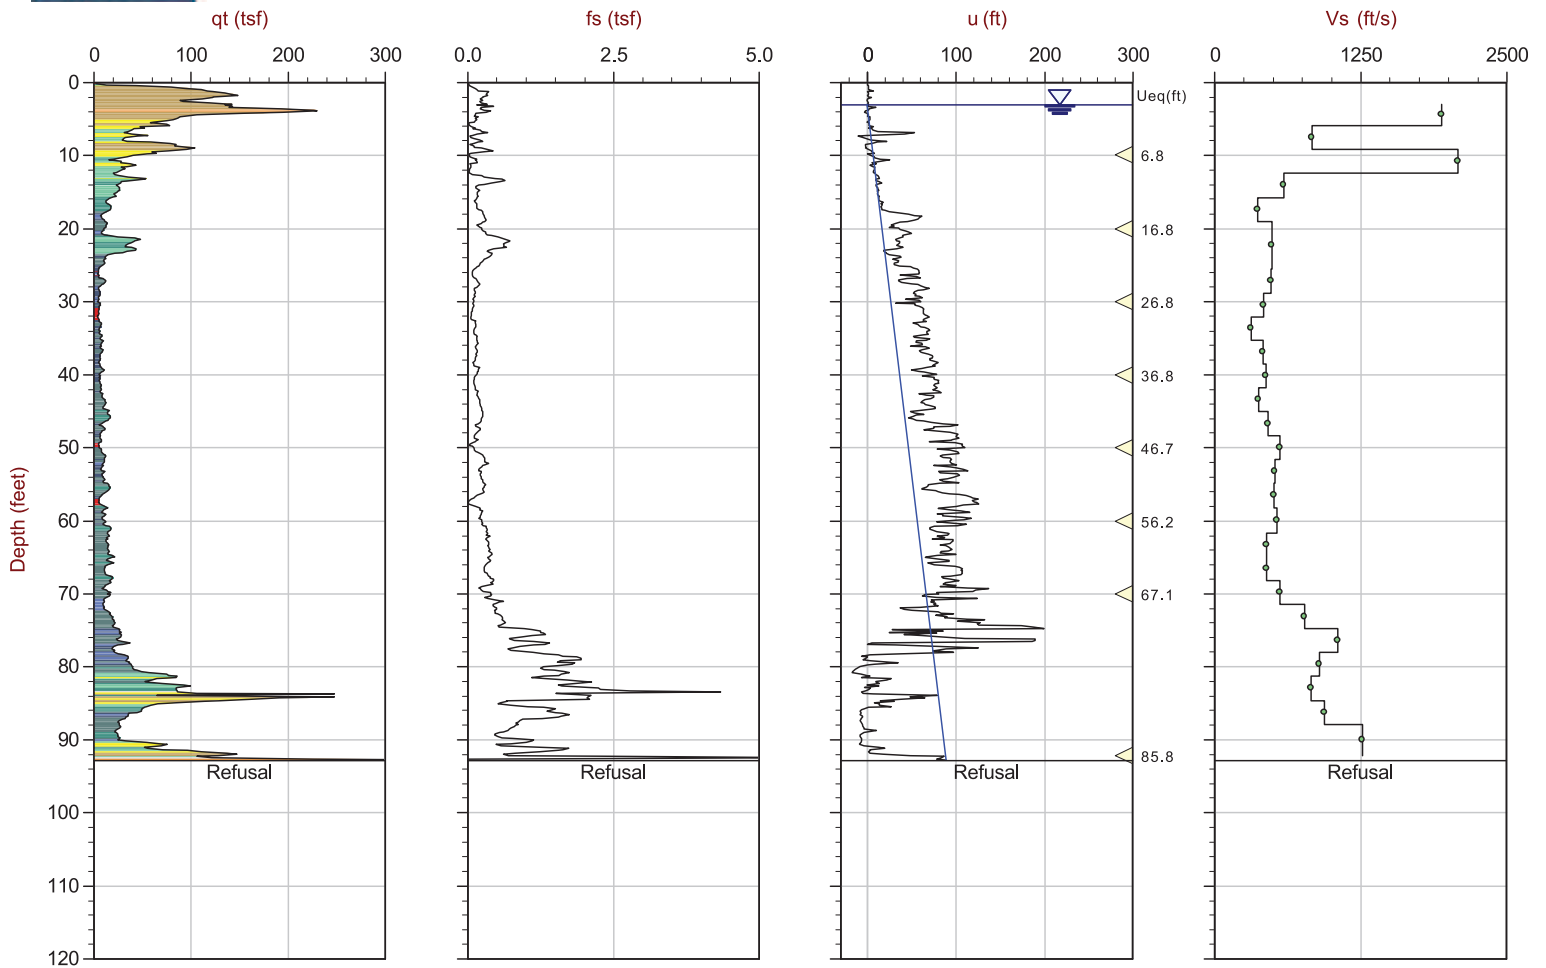 qt (tsf) fs (tsf) u (ft) Vs (ft/s)
0 100 200 300 0.0 2.5 5.0 0 100 200 300 0 1250 2500
0
Ueq(ft)
10 6.8
20 16.8
30 26.8
40 36.8
50 46.7
60 56.2
70 67.1
80
90 85.8
Refusal Refusal Refusal Refusal
100
110
120
Depth (feet)